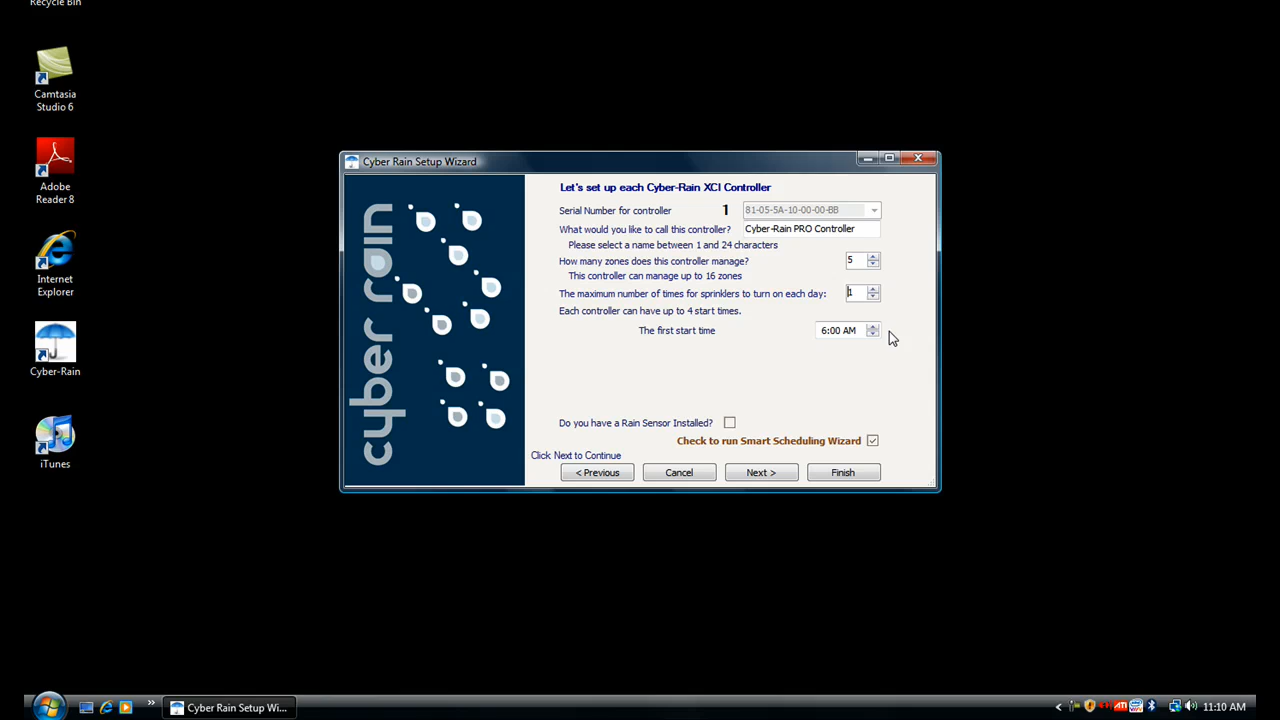 Recycle Bin
Camtasia
Studio 6
Adobe
Reader 8
Internet
Explorer
Cyber-Rain
iTunes
Cyber Rain Setup Wizard
cyber rain
Let's set up each Cyber-Rain XCI Controller
Serial Number for controller 1 81-05-5A-10-00-00-BB
What would you like to call this controller? Cyber-Rain PRO Controller
Please select a name between 1 and 24 characters
How many zones does this controller manage? 5
This controller can manage up to 16 zones
The maximum number of times for sprinklers to turn on each day: 1
Each controller can have up to 4 start times.
The first start time 6:00 AM
Do you have a Rain Sensor Installed?
Check to run Smart Scheduling Wizard
Click Next to Continue
< Previous Cancel Next > Finish
Cyber Rain Setup Wi... 11:10 AM